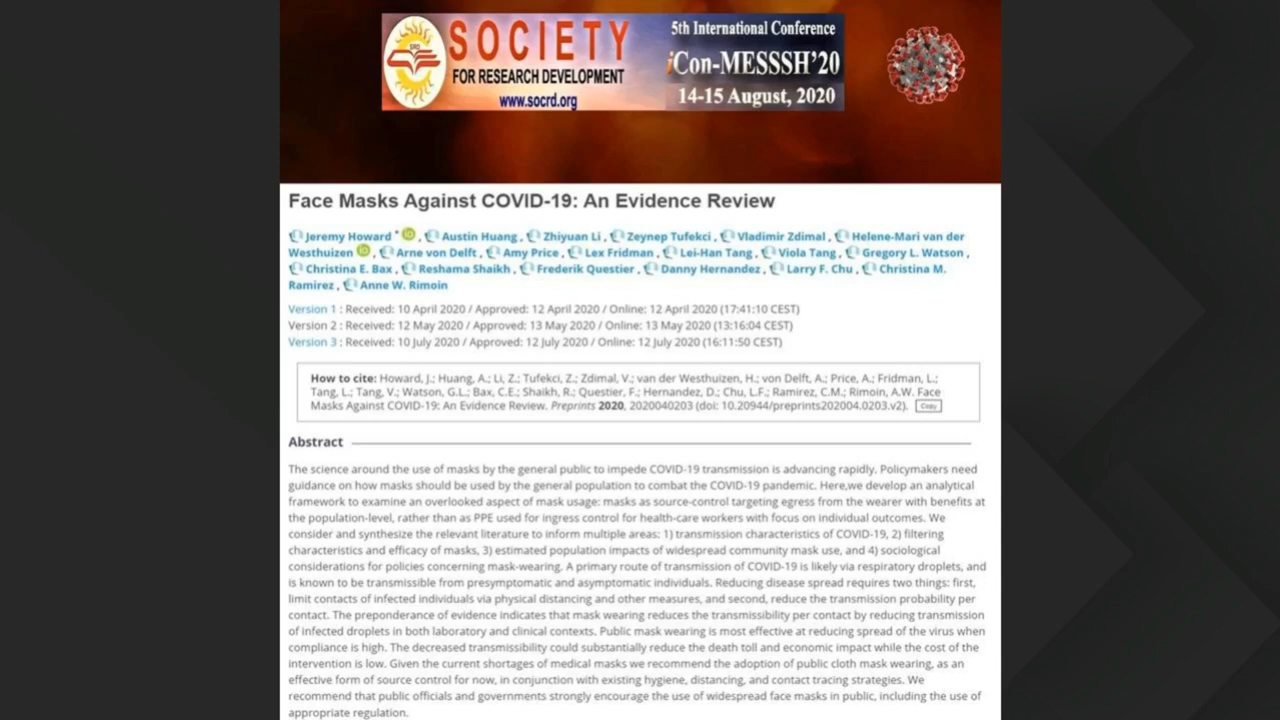 SRD
SOCIETY
FOR RESEARCH DEVELOPMENT
www.socrd.org
5th International Conference
iCon-MESSSH'20
14-15 August, 2020
Face Masks Against COVID-19: An Evidence Review
Jeremy Howard * iD , Austin Huang , Zhiyuan Li , Zeynep Tufekci , Vladimir Zdimal , Helene-Mari van der
Westhuizen iD , Arne von Delft , Amy Price , Lex Fridman , Lei-Han Tang , Viola Tang , Gregory L. Watson ,
Christina E. Bax , Reshama Shaikh , Frederik Questier , Danny Hernandez , Larry F. Chu , Christina M.
Ramirez , Anne W. Rimoin
Version 1 : Received: 10 April 2020 / Approved: 12 April 2020 / Online: 12 April 2020 (17:41:10 CEST)
Version 2 : Received: 12 May 2020 / Approved: 13 May 2020 / Online: 13 May 2020 (13:16:04 CEST)
Version 3 : Received: 10 July 2020 / Approved: 12 July 2020 / Online: 12 July 2020 (16:11:50 CEST)
How to cite: Howard, J.; Huang, A.; Li, Z.; Tufekci, Z.; Zdimal, V.; van der Westhuizen, H.; von Delft, A.; Price, A.; Fridman, L.;
Tang, L.; Tang, V.; Watson, G.L.; Bax, C.E.; Shaikh, R.; Questier, F.; Hernandez, D.; Chu, L.F.; Ramirez, C.M.; Rimoin, A.W. Face
Masks Against COVID-19: An Evidence Review. Preprints 2020, 2020040203 (doi: 10.20944/preprints202004.0203.v2). Copy
Abstract
The science around the use of masks by the general public to impede COVID-19 transmission is advancing rapidly. Policymakers need
guidance on how masks should be used by the general population to combat the COVID-19 pandemic. Here,we develop an analytical
framework to examine an overlooked aspect of mask usage: masks as source-control targeting egress from the wearer with benefits at
the population-level, rather than as PPE used for ingress control for health-care workers with focus on individual outcomes. We
consider and synthesize the relevant literature to inform multiple areas: 1) transmission characteristics of COVID-19, 2) filtering
characteristics and efficacy of masks, 3) estimated population impacts of widespread community mask use, and 4) sociological
considerations for policies concerning mask-wearing. A primary route of transmission of COVID-19 is likely via respiratory droplets, and
is known to be transmissible from presymptomatic and asymptomatic individuals. Reducing disease spread requires two things: first,
limit contacts of infected individuals via physical distancing and other measures, and second, reduce the transmission probability per
contact. The preponderance of evidence indicates that mask wearing reduces the transmissibility per contact by reducing transmission
of infected droplets in both laboratory and clinical contexts. Public mask wearing is most effective at reducing spread of the virus when
compliance is high. The decreased transmissibility could substantially reduce the death toll and economic impact while the cost of the
intervention is low. Given the current shortages of medical masks we recommend the adoption of public cloth mask wearing, as an
effective form of source control for now, in conjunction with existing hygiene, distancing, and contact tracing strategies. We
recommend that public officials and governments strongly encourage the use of widespread face masks in public, including the use of
appropriate regulation.